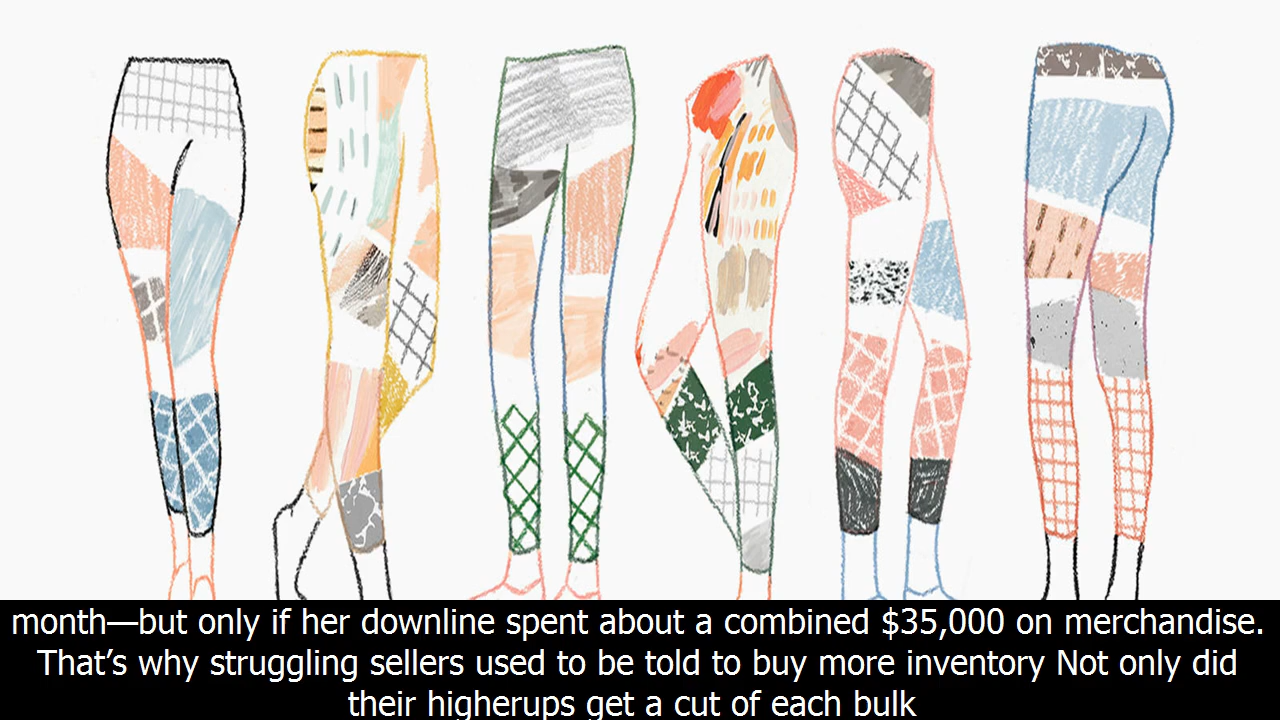 month—but only if her downline spent about a combined $35,000 on merchandise.
That’s why struggling sellers used to be told to buy more inventory Not only did
their higherups get a cut of each bulk